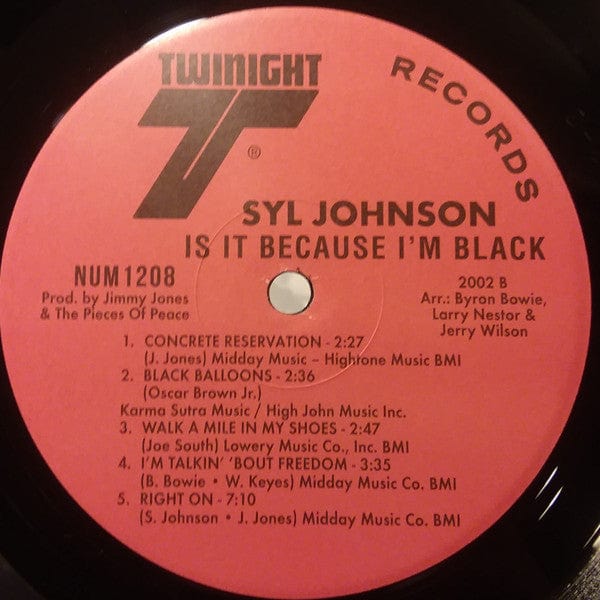 TWINIGHT
RECORDS
T
®
SYL JOHNSON
IS IT BECAUSE I'M BLACK
NUM1208
Prod. by Jimmy Jones
& The Pieces Of Peace
2002 B
Arr.: Byron Bowie,
Larry Nestor &
Jerry Wilson
1. CONCRETE RESERVATION - 2:27
(J. Jones) Midday Music – Hightone Music BMI
2. BLACK BALLOONS - 2:36
(Oscar Brown Jr.)
Karma Sutra Music / High John Music Inc.
3. WALK A MILE IN MY SHOES - 2:47
(Joe South) Lowery Music Co., Inc. BMI
4. I'M TALKIN' 'BOUT FREEDOM - 3:35
(B. Bowie • W. Keyes) Midday Music Co. BMI
5. RIGHT ON - 7:10
(S. Johnson • J. Jones) Midday Music Co. BMI